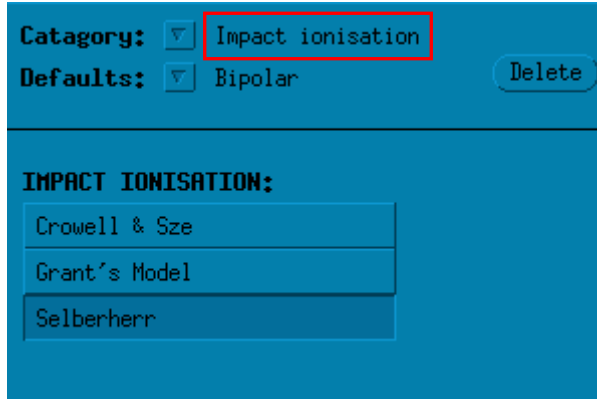 Catagory: Impact ionisation
Defaults: Bipolar Delete
IMPACT IONISATION:
Crowell & Sze
Grant's Model
Selberherr